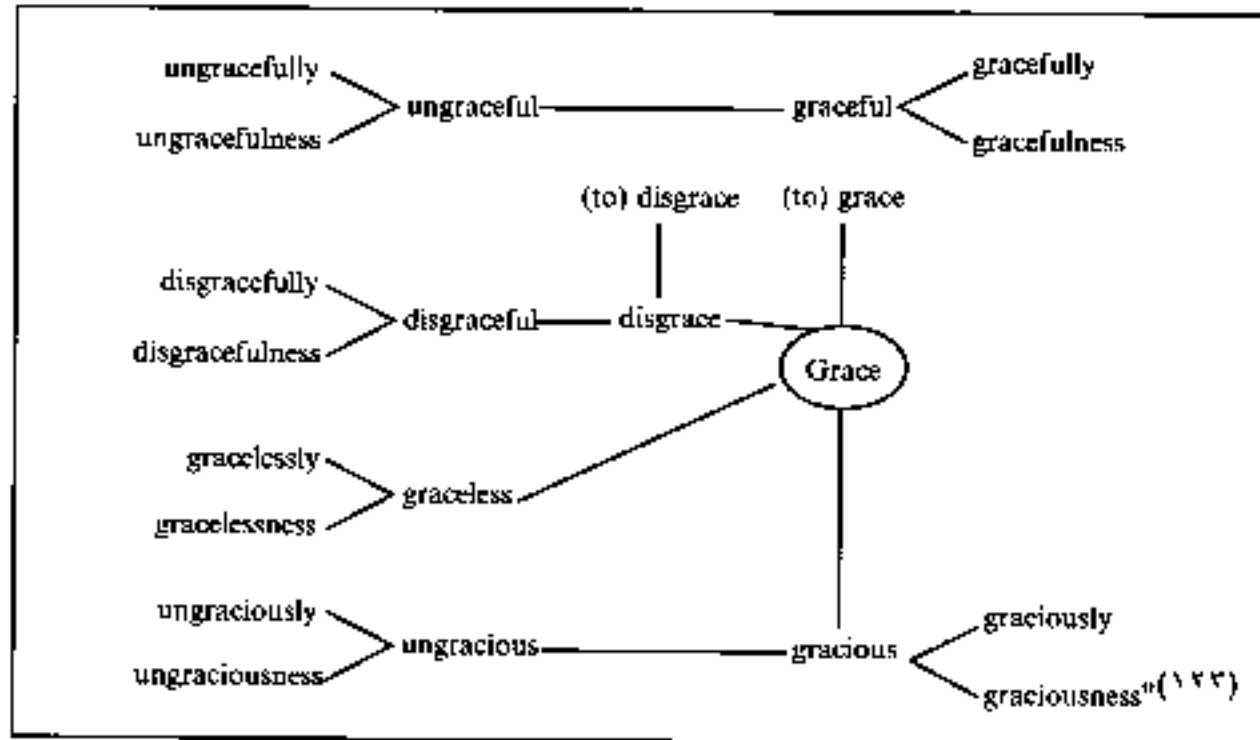 ungracefully gracefully
ungraceful graceful
ungracefulness gracefulness
(to) disgrace (to) grace
disgracefully
disgraceful disgrace
disgracefulness
Grace
gracelessly
graceless
gracelessness
ungraciously graciously
ungracious gracious
ungraciousness graciousness"(١٢٣)